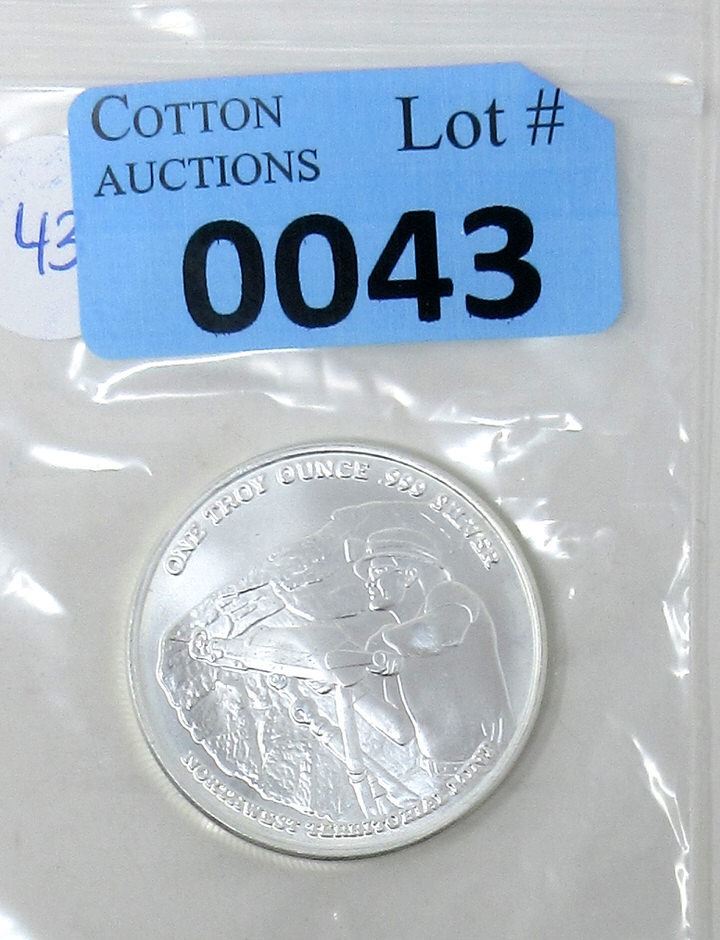 COTTON
AUCTIONS
Lot #
0043
43
ONE TROY OUNCE .999 SILVER
NORTHWEST TERRITORIAL MINT